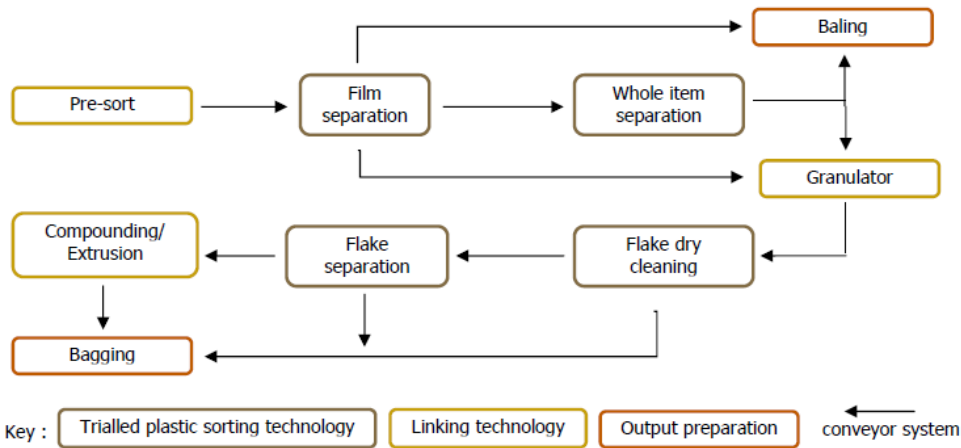 Baling
Pre-sort
Film
separation
Whole item
separation
Granulator
Compounding/
Extrusion
Flake
separation
Flake dry
cleaning
Bagging
Key :
Trialled plastic sorting technology
Linking technology
Output preparation
conveyor system